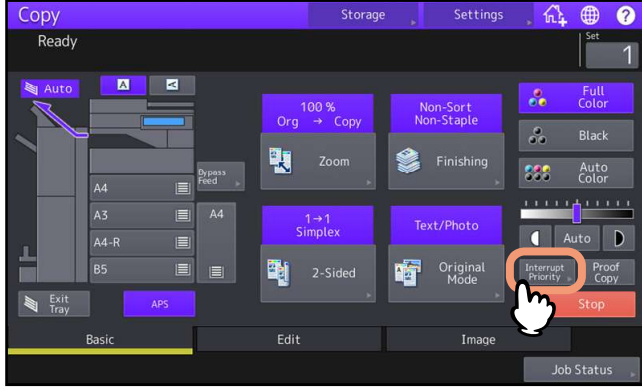 Copy
Storage
Settings
?
Ready
Set
1
Auto
A
A
100 %
Org → Copy
Non-Sort
Non-Staple
Full
Color
Zoom
Finishing
Black
Bypass
Feed
Auto
Color
A4
A3
A4
A4-R
B5
1→1
Simplex
Text/Photo
Auto
2-Sided
Original
Mode
Interrupt
Priority
Proof
Copy
Exit
Tray
APS
Stop
Basic
Edit
Image
Job Status